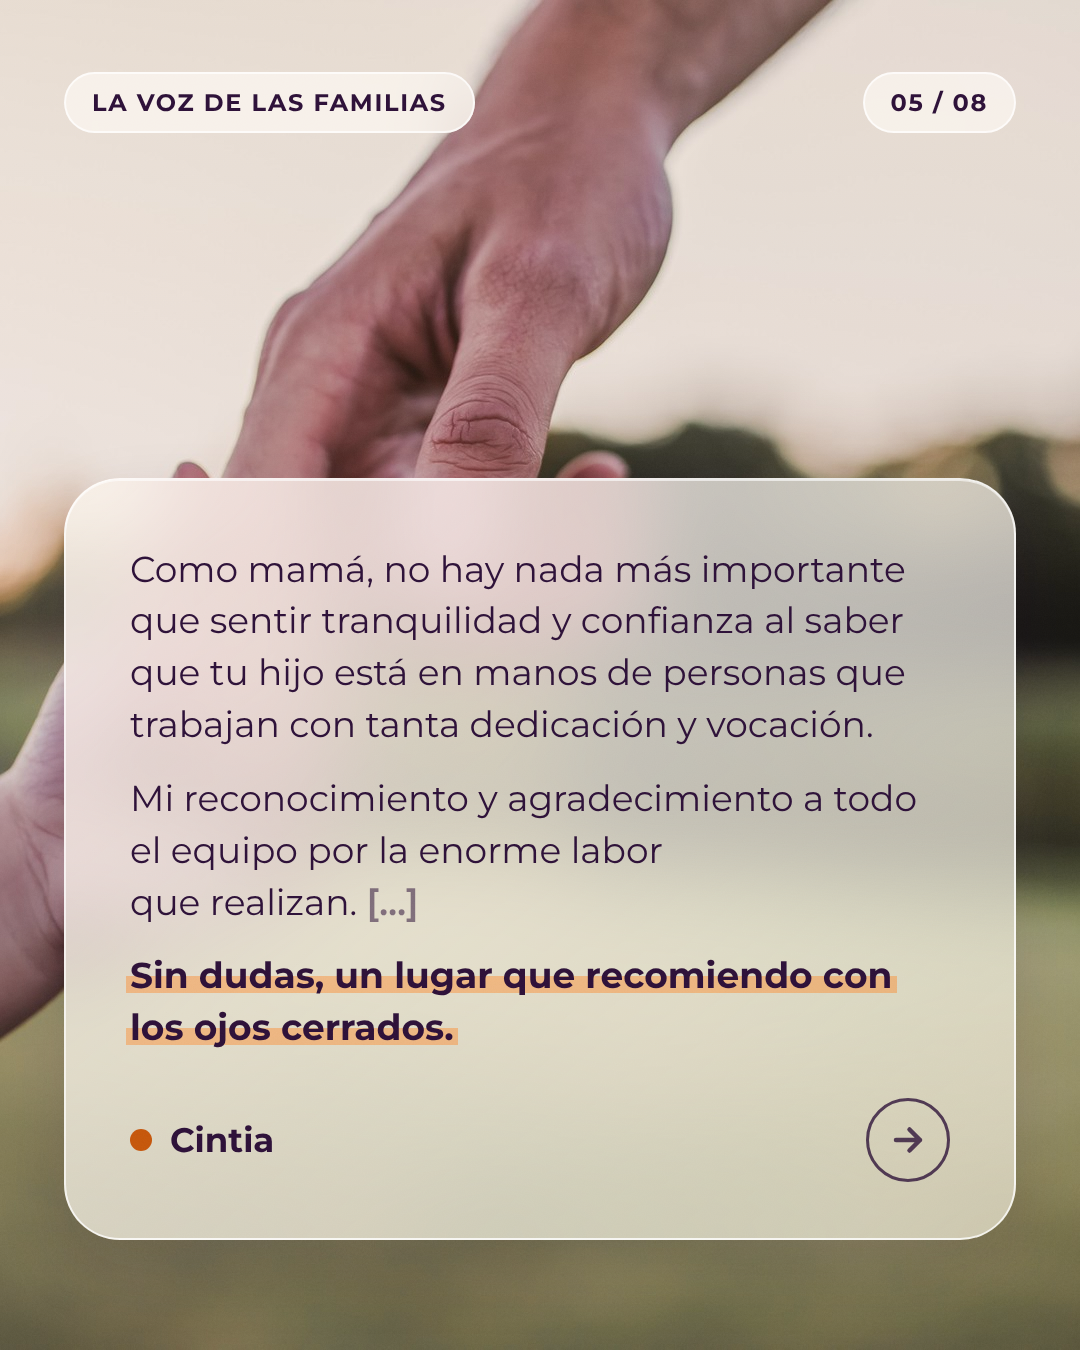 LA VOZ DE LAS FAMILIAS
05 / 08
Como mamá, no hay nada más importante
que sentir tranquilidad y confianza al saber
que tu hijo está en manos de personas que
trabajan con tanta dedicación y vocación.
Mi reconocimiento y agradecimiento a todo
el equipo por la enorme labor
que realizan. [...]
Sin dudas, un lugar que recomiendo con
los ojos cerrados.
Cintia